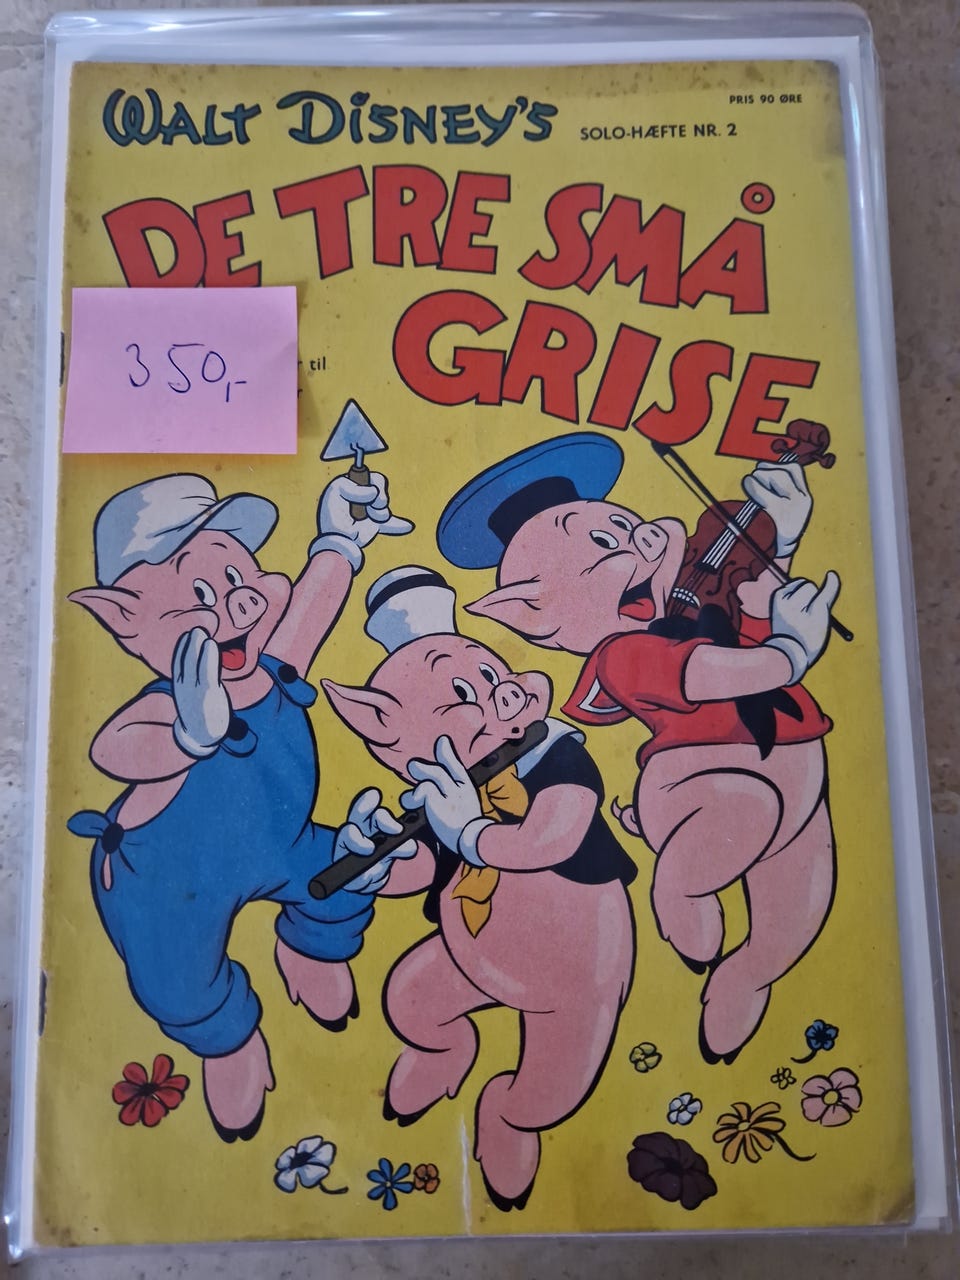 WALT DISNEY'S
PRIS 90 ØRE
SOLO-HÆFTE NR. 2
DE TRE SMÅ
GRISE
350,-
til